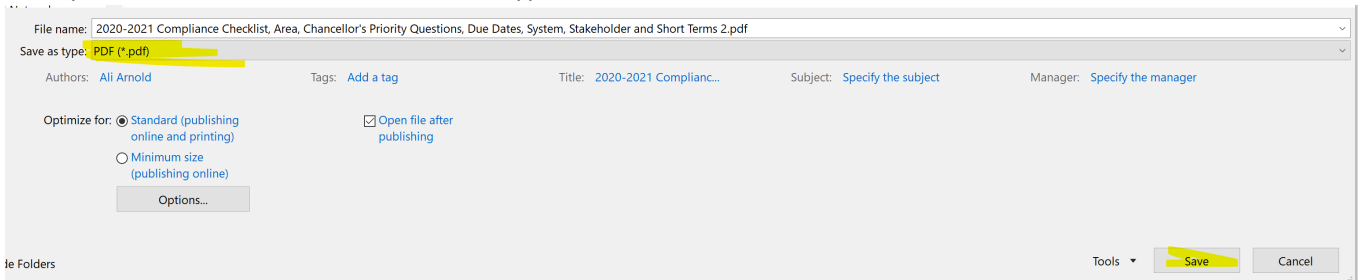 File name: 2020-2021 Compliance Checklist, Area, Chancellor's Priority Questions, Due Dates, System, Stakeholder and Short Terms 2.pdf
Save as type: PDF (*.pdf)
Authors: Ali Arnold Tags: Add a tag Title: 2020-2021 Complianc... Subject: Specify the subject Manager: Specify the manager
Optimize for: Standard (publishing Open file after
online and printing) publishing
Minimum size
(publishing online)
Options...
de Folders Tools Save Cancel